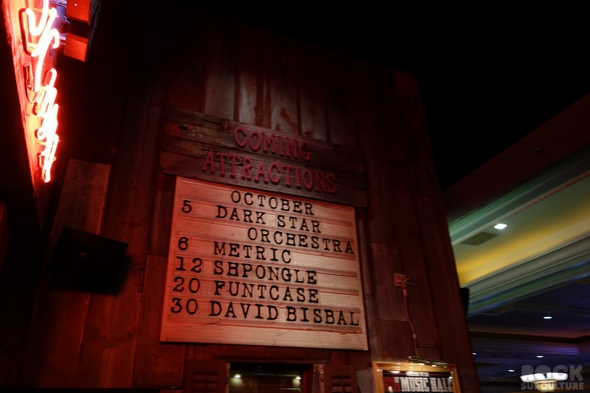 COMING
ATTRACTIONS
OCTOBER
5 DARK STAR
ORCHESTRA
6 METRIC
12 SHPONGLE
20 FUNTCASE
30 DAVID BISBAL
MUSIC HALL
ROCK
SUBCULTURE